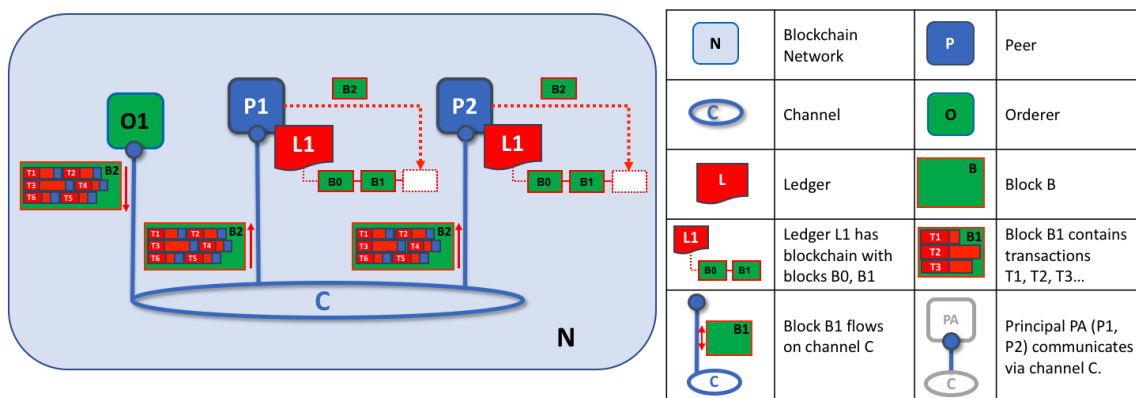 B2
B2
P1
P2
O1
L1
L1
B0 B1
B0 B1
B2
T1 T2
T3 T4
T6 T5
B2
T1 T2
T3 T4
T6 T5
B2
T1 T2
T3 T4
T6 T5
C
N
N
Blockchain
Network
P
Peer
C
Channel
O
Orderer
L
Ledger
B
Block B
L1
B0 B1
Ledger L1 has
blockchain with
blocks B0, B1
B1
T1
T2
T3
Block B1 contains
transactions
T1, T2, T3...
B1
C
Block B1 flows
on channel C
PA
C
Principal PA (P1,
P2) communicates
via channel C.